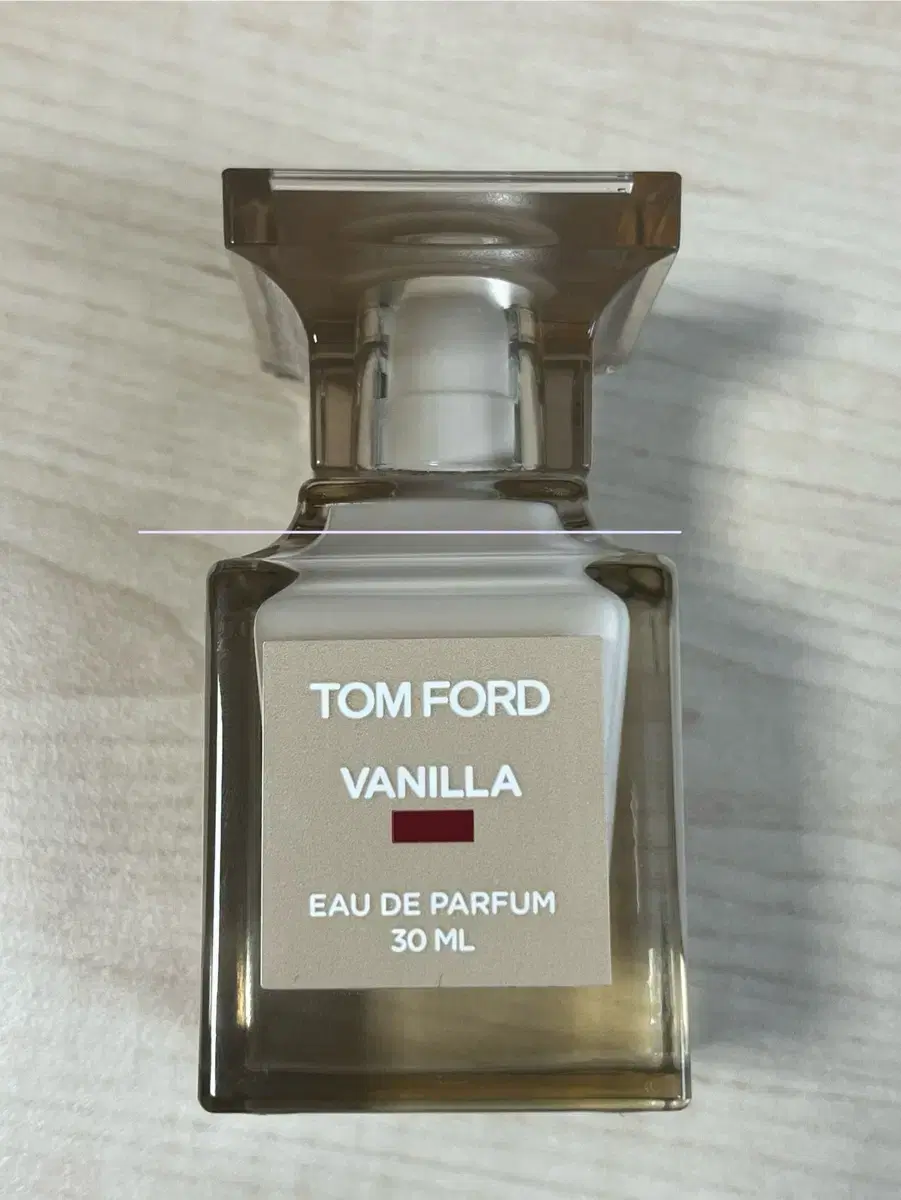 TOM FORD
VANILLA
EAU DE PARFUM
30 ML